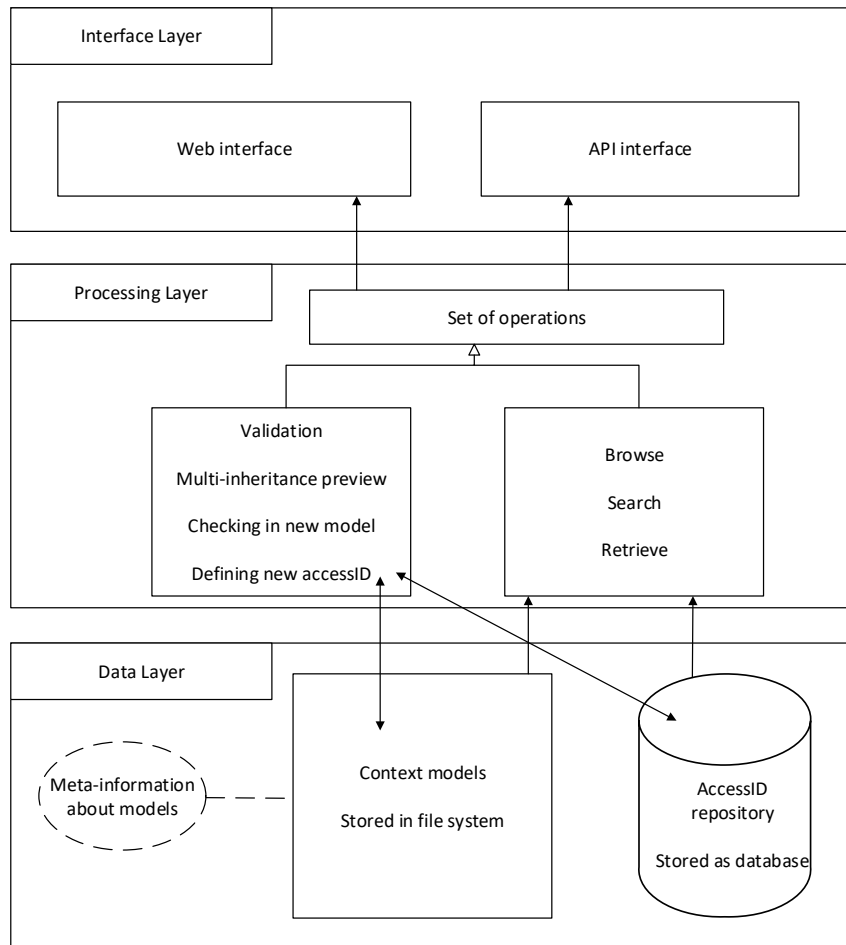 Interface Layer
Web interface
API interface
Processing Layer
Set of operations
Validation
Multi-inheritance preview
Checking in new model
Defining new accessID
Browse
Search
Retrieve
Data Layer
Meta-information
about models
Context models
Stored in file system
AccessID
repository
Stored as database